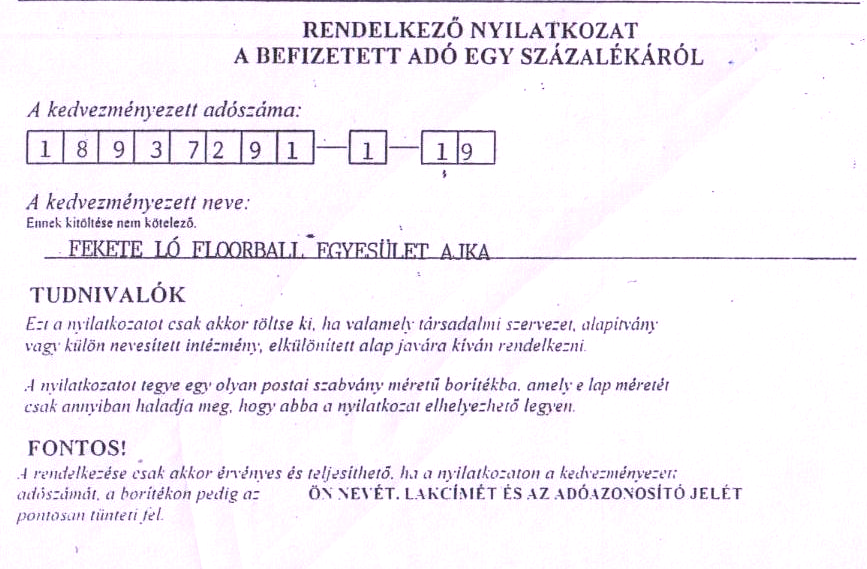 RENDELKEZŐ NYILATKOZAT
A BEFIZETETT ADÓ EGY SZÁZALÉKÁRÓL
A kedvezményezett adószáma:
1 8 9 3 7 2 9 1 — 1 — 1 9
A kedvezményezett neve:
Ennek kitöltése nem kötelező.
FEKETE LÓ FLOORBALL EGYESÜLET AJKA
TUDNIVALÓK
Ezt a nyilatkozatot csak akkor töltse ki, ha valamely társadalmi szervezet, alapítvány
vagy külön nevesített intézmény, elkülönített alap javára kíván rendelkezni.
A nyilatkozatot tegye egy olyan postai szabvány méretű borítékba, amely e lap méretét
csak annyiban haladja meg, hogy abba a nyilatkozat elhelyezhető legyen.
FONTOS!
A rendelkezése csak akkor érvényes és teljesíthető, ha a nyilatkozaton a kedvezményezett
adószámát, a borítékon pedig az ÖN NEVÉT, LAKCÍMÉT ÉS AZ ADÓAZONOSÍTÓ JELÉT
pontosan tünteti fel.